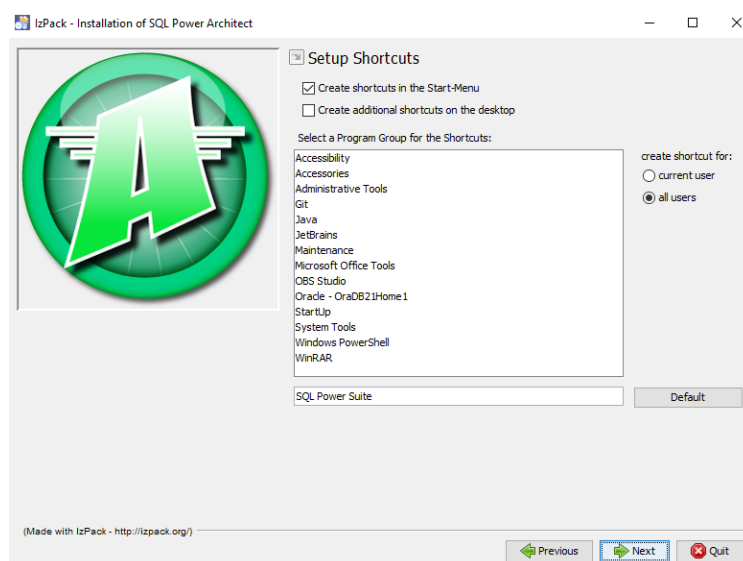 IzPack - Installation of SQL Power Architect
Setup Shortcuts
Create shortcuts in the Start-Menu
Create additional shortcuts on the desktop
Select a Program Group for the Shortcuts:
Accessibility
Accessories
Administrative Tools
Git
Java
JetBrains
Maintenance
Microsoft Office Tools
OBS Studio
Oracle - OraDB21Home1
StartUp
System Tools
Windows PowerShell
WinRAR
create shortcut for:
current user
all users
SQL Power Suite
Default
(Made with IzPack - http://izpack.org/)
Previous
Next
Quit